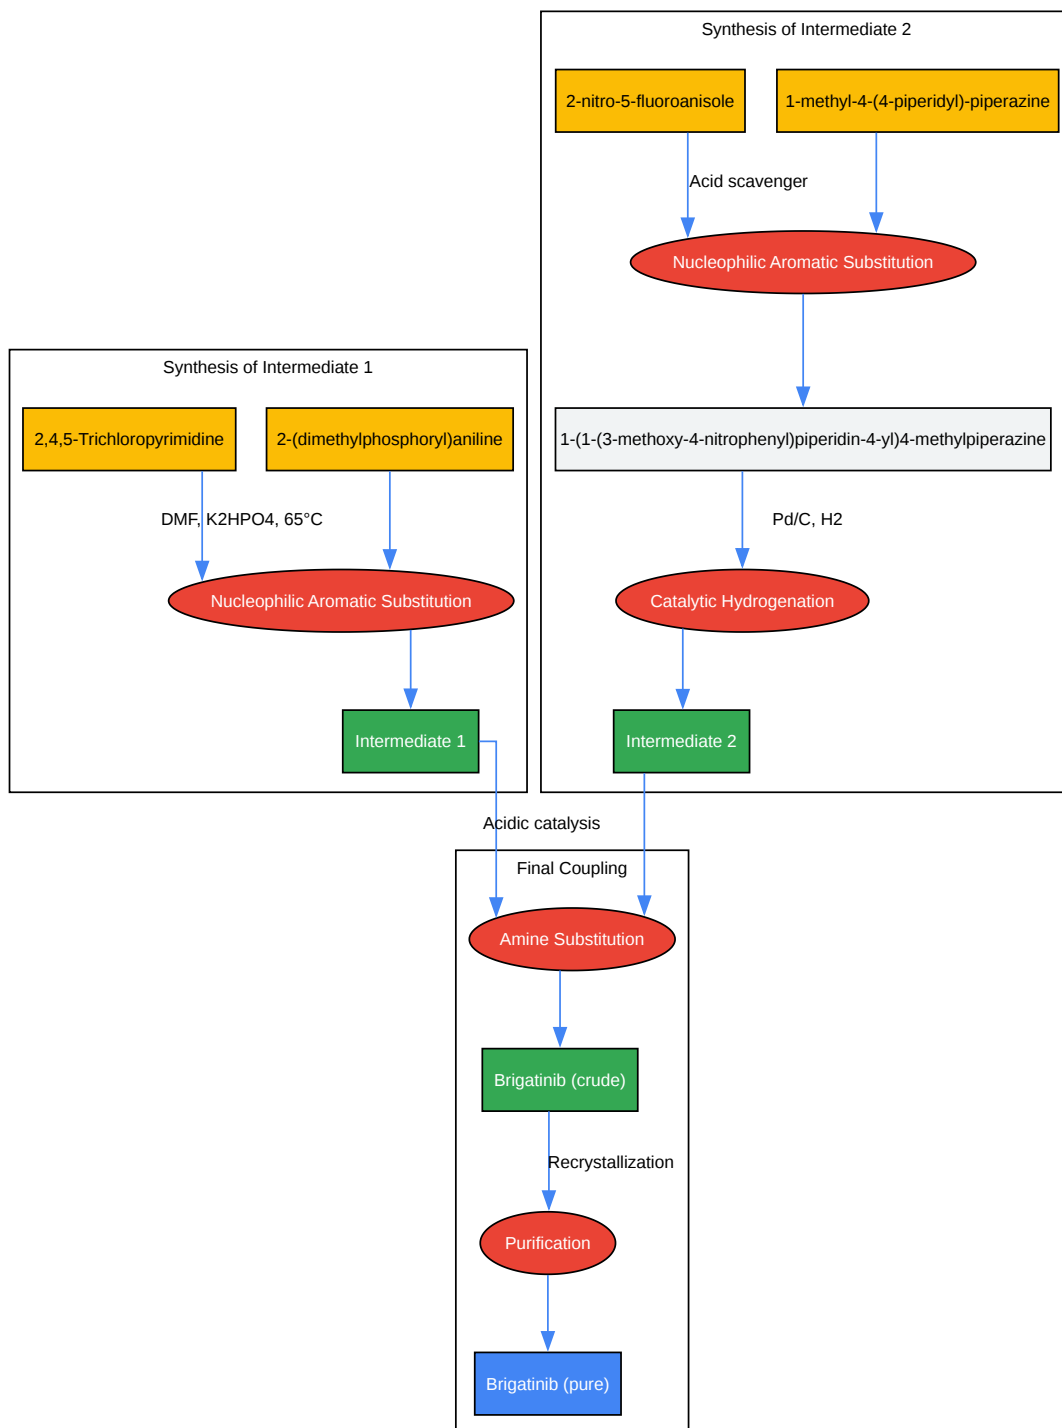 Synthesis of Intermediate 2
2-nitro-5-fluoroanisole
1-methyl-4-(4-piperidyl)-piperazine
Acid scavenger
Nucleophilic Aromatic Substitution
Synthesis of Intermediate 1
2,4,5-Trichloropyrimidine
2-(dimethylphosphoryl)aniline
1-(1-(3-methoxy-4-nitrophenyl)piperidin-4-yl)4-methylpiperazine
DMF, K2HPO4, 65°C
Pd/C, H2
Nucleophilic Aromatic Substitution
Catalytic Hydrogenation
Intermediate 1
Intermediate 2
Acidic catalysis
Final Coupling
Amine Substitution
Brigatinib (crude)
Recrystallization
Purification
Brigatinib (pure)